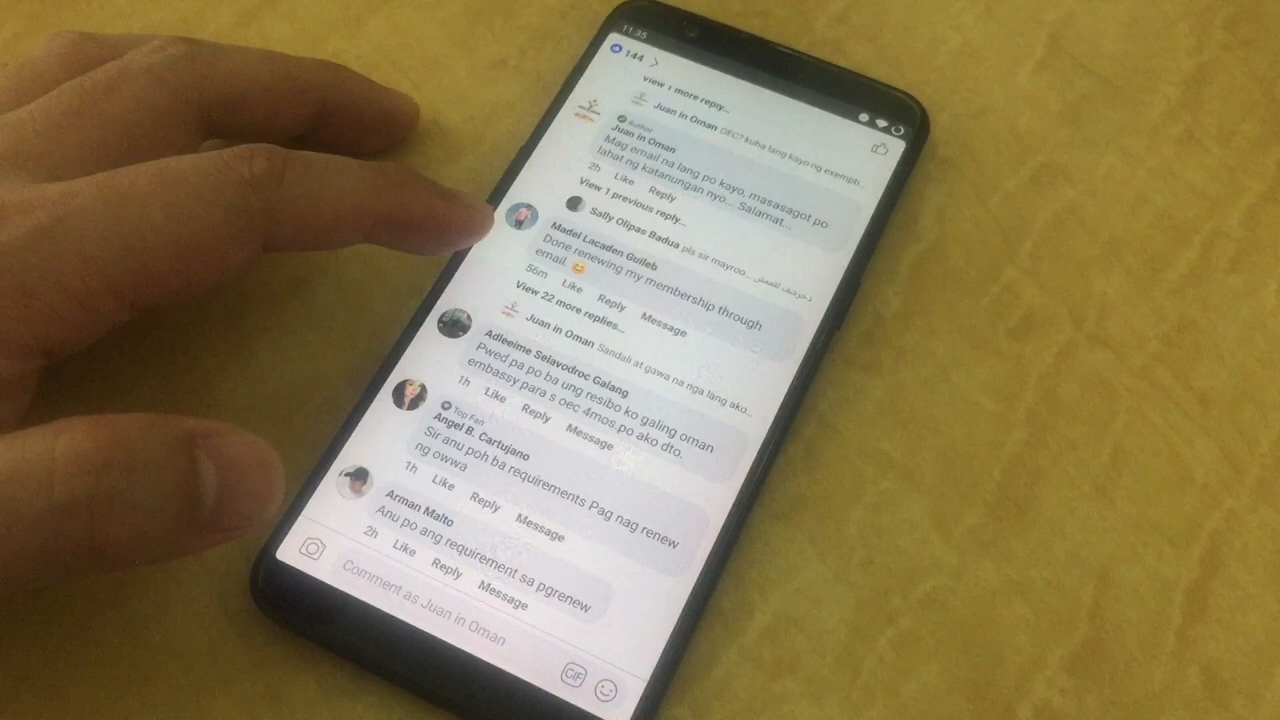 11.35
144
View 1 more reply...
Juan in Oman OEC? kuha lang kayo ng exempti
Author
Juan in Oman
Mag email na lang po kayo, masasagot po
lahat ng katanungan nyo... Salamat...
2h Like Reply
View 1 previous reply...
Sally Olipas Badua pls sir mayroo...
Madel Lacaden Guileb
Done renewing my membership through
email. 😊
56m Like Reply Message
View 22 more replies...
Juan in Oman Sandali at gawa na nga lang ako...
Adleeime Selavodroc Galang
Pwed pa po ba ung resibo ko galing oman
embassy para s oec 4mos.po ako dto.
1h Like Reply Message
Top Fan
Angel B. Cartujano
Sir anu poh ba requirements Pag nag renew
ng owwa
1h Like Reply Message
Arman Malto
Anu po ang requirement sa pgrenew
2h Like Reply Message
Comment as Juan in Oman
GIF